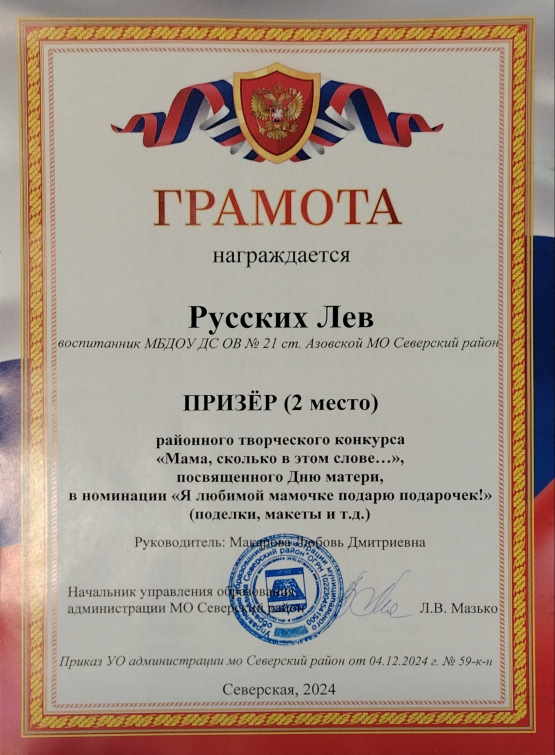 ГРАМОТА
награждается
Русских Лев
воспитанник МБДОУ ДС ОВ № 21 ст. Азовской МО Северский район
ПРИЗЁР (2 место)
районного творческого конкурса
«Мама, сколько в этом слове…»,
посвященного Дню матери,
в номинации «Я любимой мамочке подарю подарочек!»
(поделки, макеты и т.д.)
Руководитель: Макарова Любовь Дмитриевна
Начальник управления образования
администрации МО Северский район
Л.В. Мазько
Приказ УО администрации мо Северский район от 04.12.2024 г. № 59-к-н
Северская, 2024